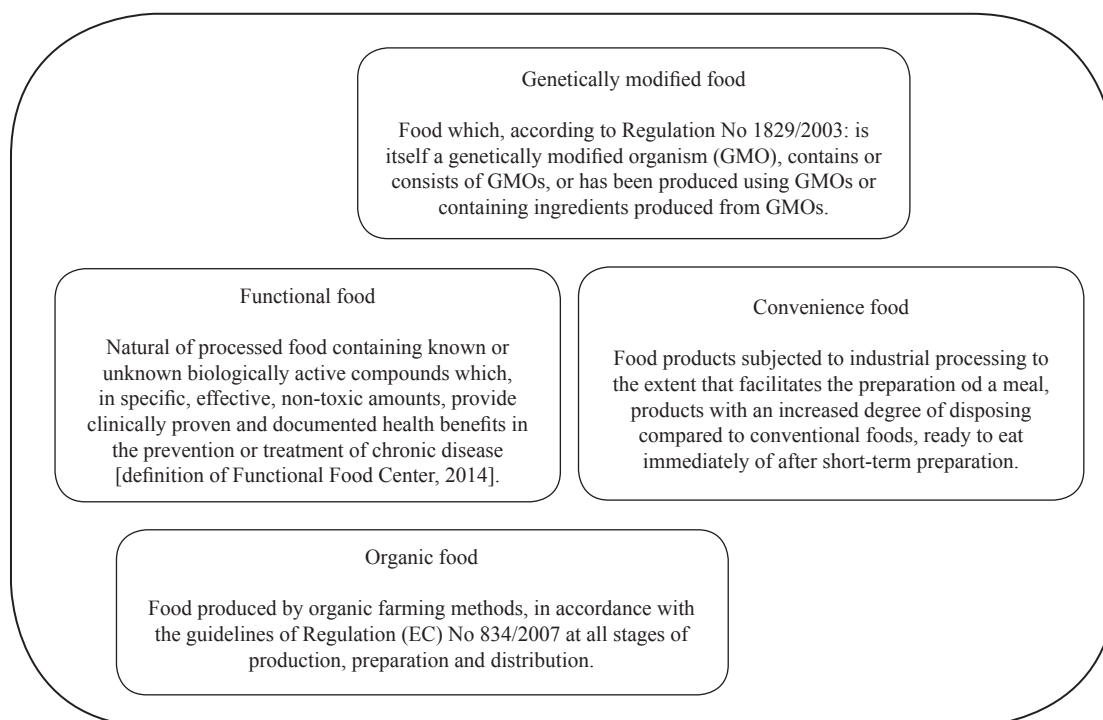 Genetically modified food
Food which, according to Regulation No 1829/2003: is
itself a genetically modified organism (GMO), contains or
consists of GMOs, or has been produced using GMOs or
containing ingredients produced from GMOs.
Functional food
Natural of processed food containing known or
unknown biologically active compounds which,
in specific, effective, non-toxic amounts, provide
clinically proven and documented health benefits in
the prevention or treatment of chronic disease
[definition of Functional Food Center, 2014].
Convenience food
Food products subjected to industrial processing to
the extent that facilitates the preparation od a meal,
products with an increased degree of disposing
compared to conventional foods, ready to eat
immediately of after short-term preparation.
Organic food
Food produced by organic farming methods, in accordance with
the guidelines of Regulation (EC) No 834/2007 at all stages of
production, preparation and distribution.